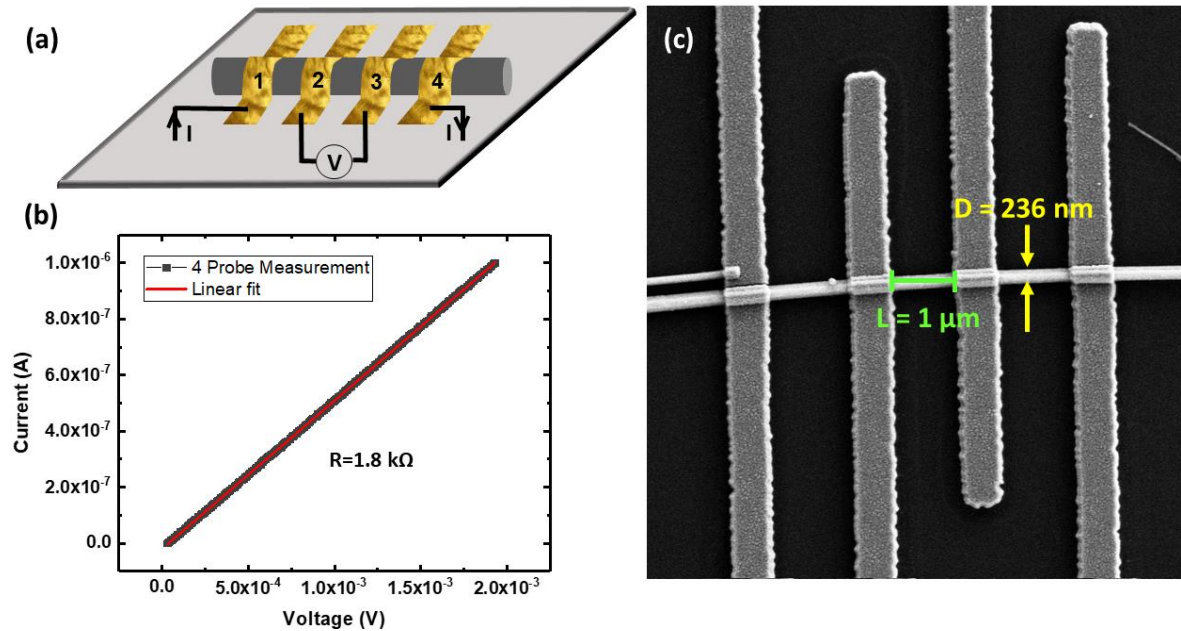 (a)
1 2 3 4
I
I
V
(b)
4 Probe Measurement
Linear fit
1.0x10⁻⁶
8.0x10⁻⁷
6.0x10⁻⁷
4.0x10⁻⁷
2.0x10⁻⁷
0.0
Current (A)
R=1.8 kΩ
0.0 5.0x10⁻⁴ 1.0x10⁻³ 1.5x10⁻³ 2.0x10⁻³
Voltage (V)
(c)
D = 236 nm
L = 1 µm